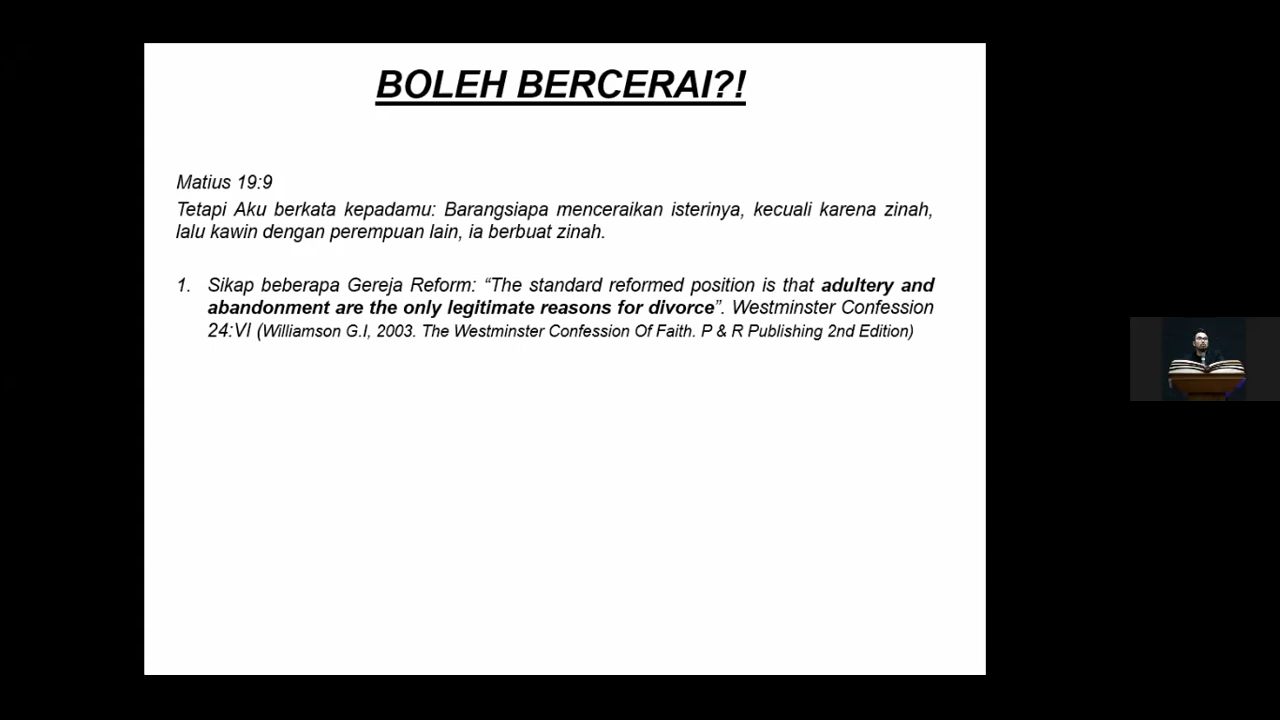 BOLEH BERCERAI?!
Matius 19:9
Tetapi Aku berkata kepadamu: Barangsiapa menceraikan isterinya, kecuali karena zinah,
lalu kawin dengan perempuan lain, ia berbuat zinah.
1. Sikap beberapa Gereja Reform: “The standard reformed position is that adultery and
abandonment are the only legitimate reasons for divorce”. Westminster Confession
24:VI (Williamson G.I, 2003. The Westminster Confession Of Faith. P & R Publishing 2nd Edition)